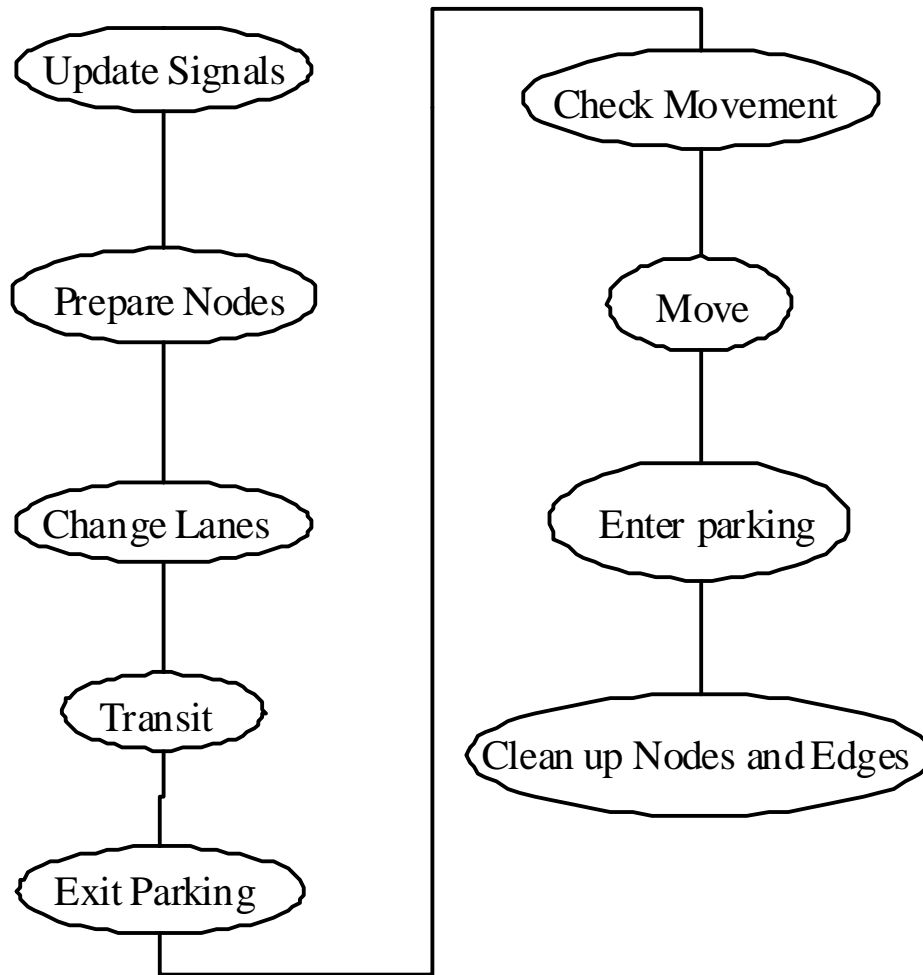 Update Signals
Prepare Nodes
Change Lanes
Transit
Exit Parking
Check Movement
Move
Enter parking
Clean up Nodes and Edges